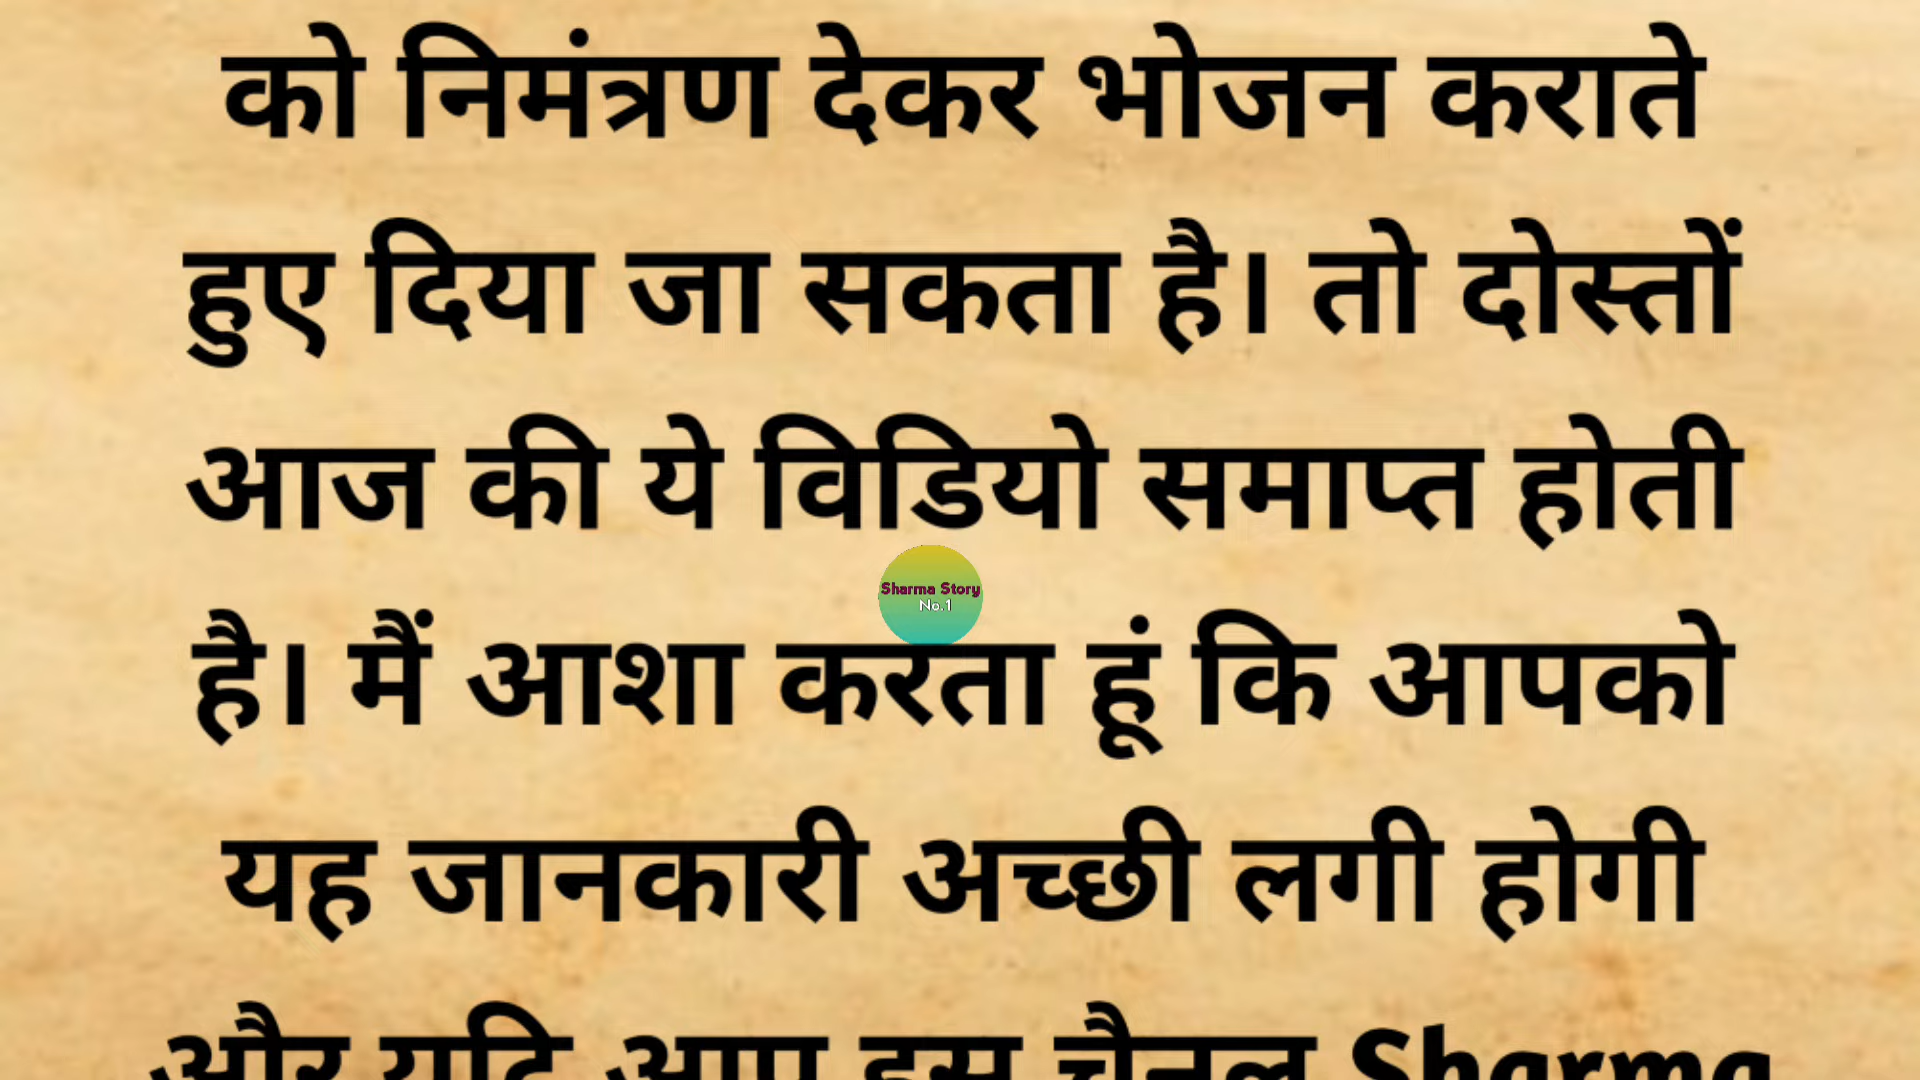 को निमंत्रण देकर भोजन कराते
हुए दिया जा सकता है। तो दोस्तों
आज की ये विडियो समाप्त होती
Sharma Story
No.1
है। मैं आशा करता हूं कि आपको
यह जानकारी अच्छी लगी होगी
और यदि आप इस चैनल Sharma